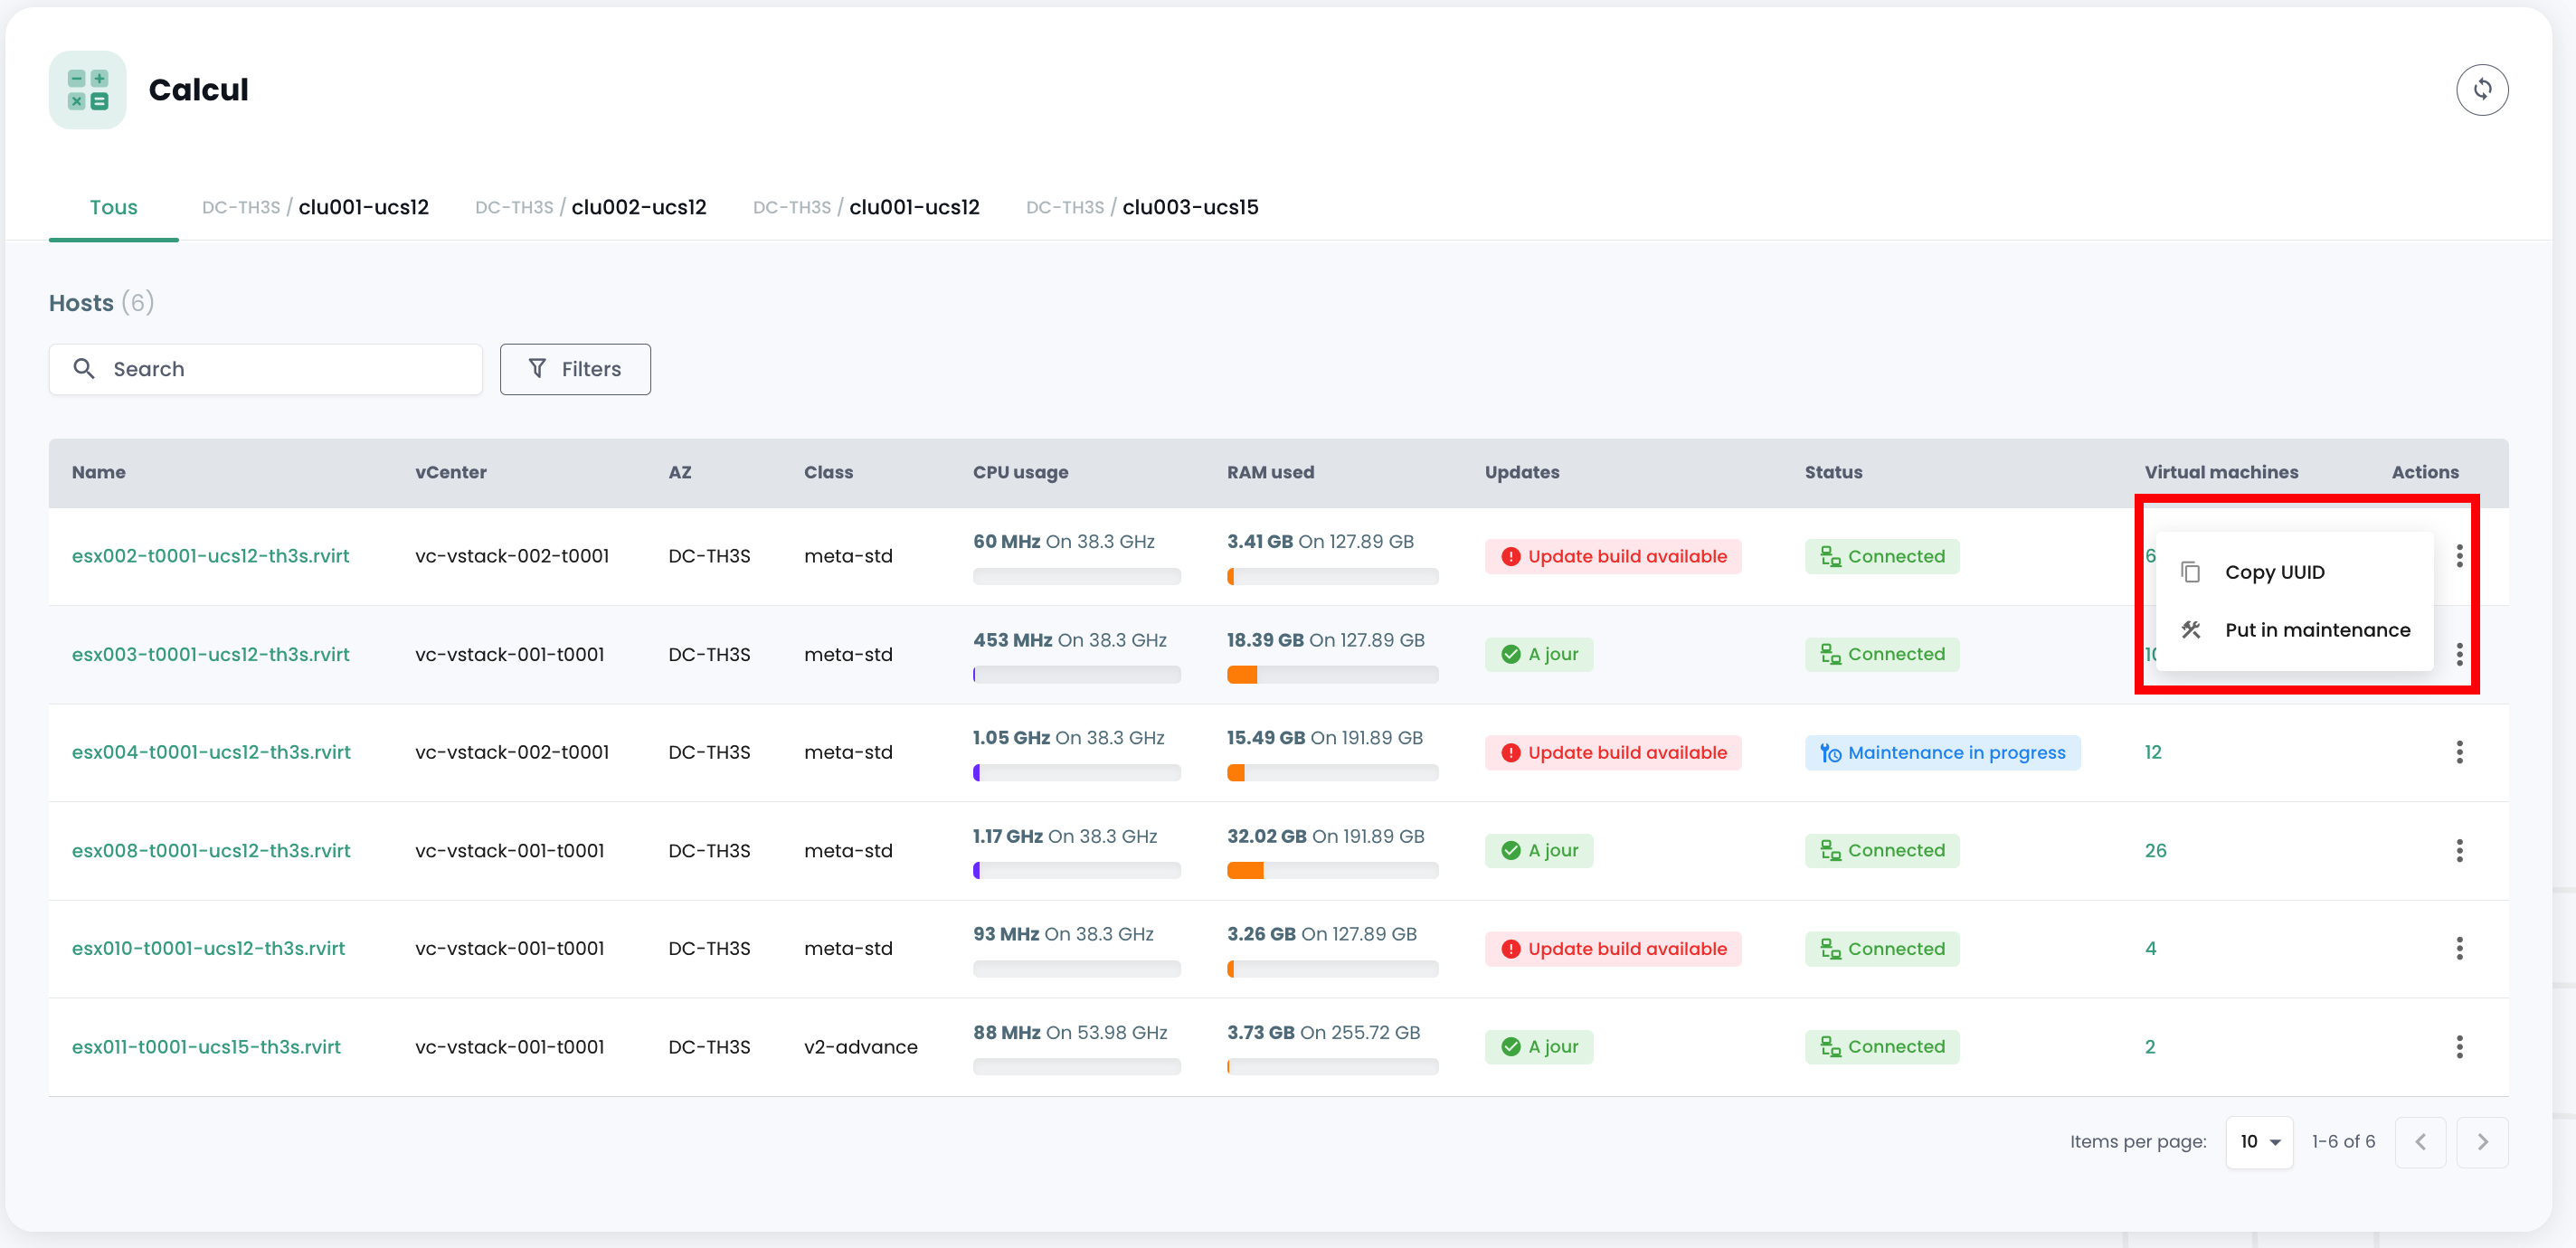 Calcul
Tous DC-TH3S / clu001-ucs12 DC-TH3S / clu002-ucs12 DC-TH3S / clu001-ucs12 DC-TH3S / clu003-ucs15
Hosts (6)
Search Filters
Name vCenter AZ Class CPU usage RAM used Updates Status Virtual machines Actions
esx002-t0001-ucs12-th3s.rvirt vc-vstack-002-t0001 DC-TH3S meta-std 60 MHz On 38.3 GHz 3.41 GB On 127.89 GB Update build available Connected 6
Copy UUID
Put in maintenance
esx003-t0001-ucs12-th3s.rvirt vc-vstack-001-t0001 DC-TH3S meta-std 453 MHz On 38.3 GHz 18.39 GB On 127.89 GB A jour Connected
esx004-t0001-ucs12-th3s.rvirt vc-vstack-002-t0001 DC-TH3S meta-std 1.05 GHz On 38.3 GHz 15.49 GB On 191.89 GB Update build available Maintenance in progress 12
esx008-t0001-ucs12-th3s.rvirt vc-vstack-001-t0001 DC-TH3S meta-std 1.17 GHz On 38.3 GHz 32.02 GB On 191.89 GB A jour Connected 26
esx010-t0001-ucs12-th3s.rvirt vc-vstack-001-t0001 DC-TH3S meta-std 93 MHz On 38.3 GHz 3.26 GB On 127.89 GB Update build available Connected 4
esx011-t0001-ucs15-th3s.rvirt vc-vstack-001-t0001 DC-TH3S v2-advance 88 MHz On 53.98 GHz 3.73 GB On 255.72 GB A jour Connected 2
Items per page: 10 1-6 of 6